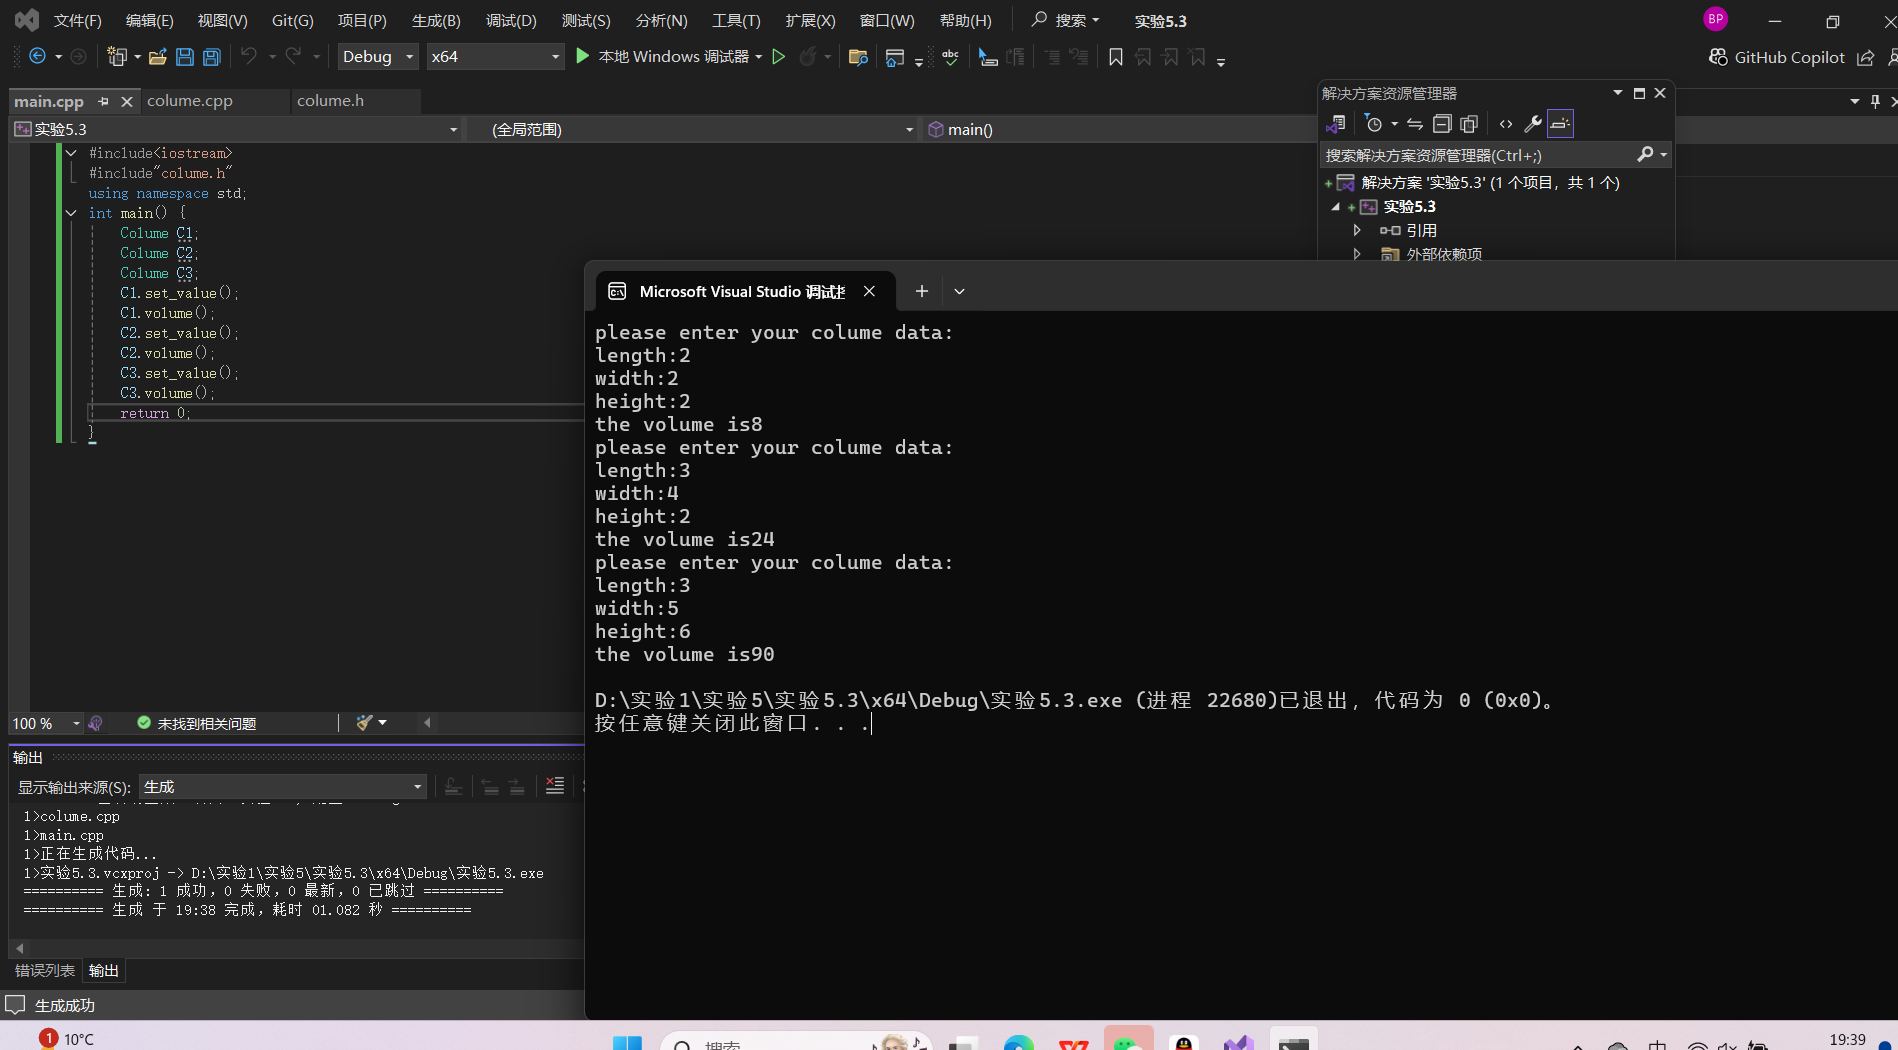 文件(F) 编辑(E) 视图(V) Git(G) 项目(P) 生成(B) 调试(D) 测试(S) 分析(N) 工具(T) 扩展(X) 窗口(W) 帮助(H) 搜索 实验5.3 BP
Debug x64 本地 Windows 调试器 abc GitHub Copilot
main.cpp colume.cpp colume.h
实验5.3 (全局范围) main()
#include<iostream>
#include"colume.h"
using namespace std;
int main() {
Colume C1;
Colume C2;
Colume C3;
C1.set_value();
C1.volume();
C2.set_value();
C2.volume();
C3.set_value();
C3.volume();
return 0;
}
解决方案资源管理器
搜索解决方案资源管理器(Ctrl+;)
解决方案 '实验5.3' (1 个项目，共 1 个)
实验5.3
引用
外部依赖项
Microsoft Visual Studio 调试
please enter your colume data:
length:2
width:2
height:2
the volume is8
please enter your colume data:
length:3
width:4
height:2
the volume is24
please enter your colume data:
length:3
width:5
height:6
the volume is90
D:\实验1\实验5\实验5.3\x64\Debug\实验5.3.exe (进程 22680)已退出，代码为 0 (0x0)。
按任意键关闭此窗口. . .
100 % 未找到相关问题
输出
显示输出来源(S): 生成
1>colume.cpp
1>main.cpp
1>正在生成代码...
1>实验5.3.vcxproj -> D:\实验1\实验5\实验5.3\x64\Debug\实验5.3.exe
========== 生成: 1 成功，0 失败，0 最新，0 已跳过 ==========
========== 生成 于 19:38 完成，耗时 01.082 秒 ==========
错误列表 输出
生成成功
1 10°C 搜索 中 19:39